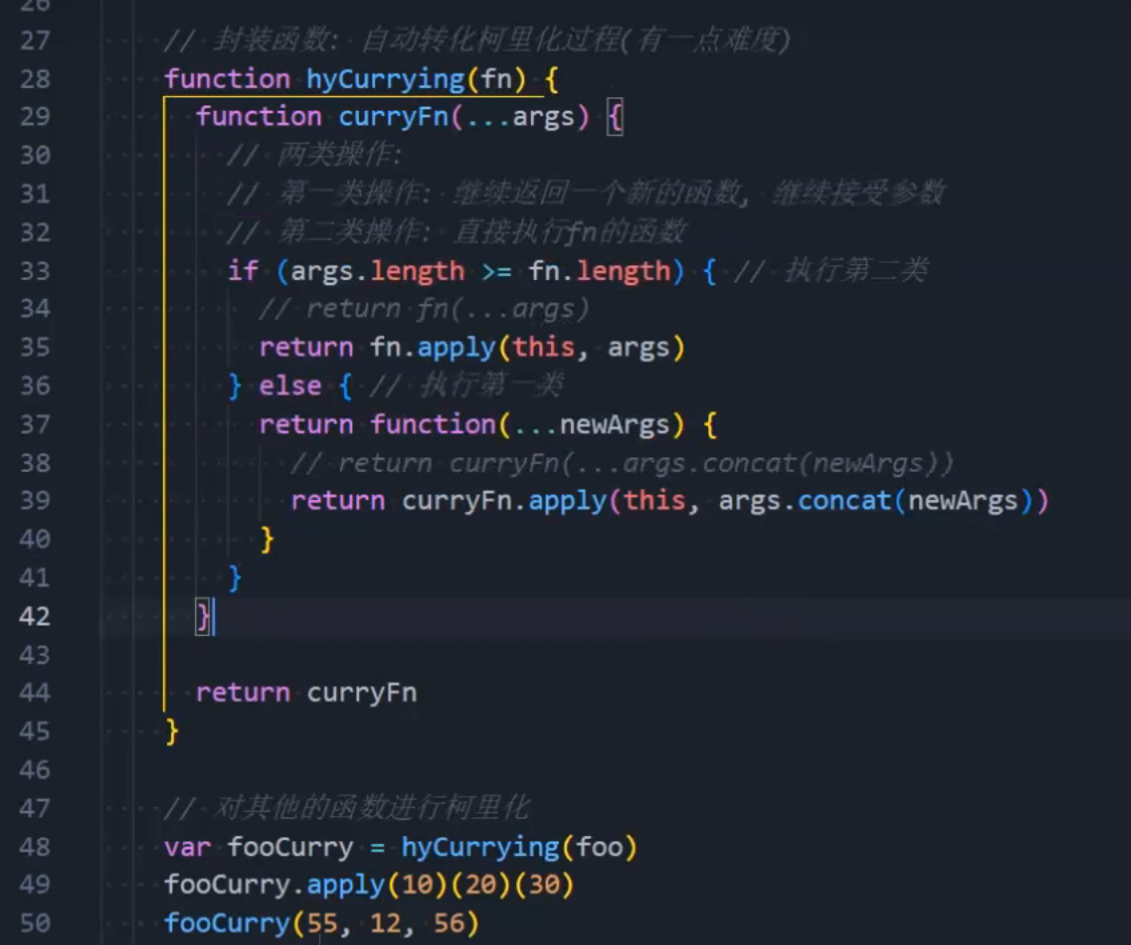 26
27 // 封装函数: 自动转化柯里化过程(有一点难度)
28 function hyCurrying(fn) {
29 function curryFn(...args) {
30 // 两类操作:
31 // 第一类操作: 继续返回一个新的函数, 继续接受参数
32 // 第二类操作: 直接执行fn的函数
33 if (args.length >= fn.length) { // 执行第二类
34 // return fn(...args)
35 return fn.apply(this, args)
36 } else { // 执行第一类
37 return function(...newArgs) {
38 // return curryFn(...args.concat(newArgs))
39 return curryFn.apply(this, args.concat(newArgs))
40 }
41 }
42 }
43
44 return curryFn
45 }
46
47 // 对其他的函数进行柯里化
48 var fooCurry = hyCurrying(foo)
49 fooCurry.apply(10)(20)(30)
50 fooCurry(55, 12, 56)